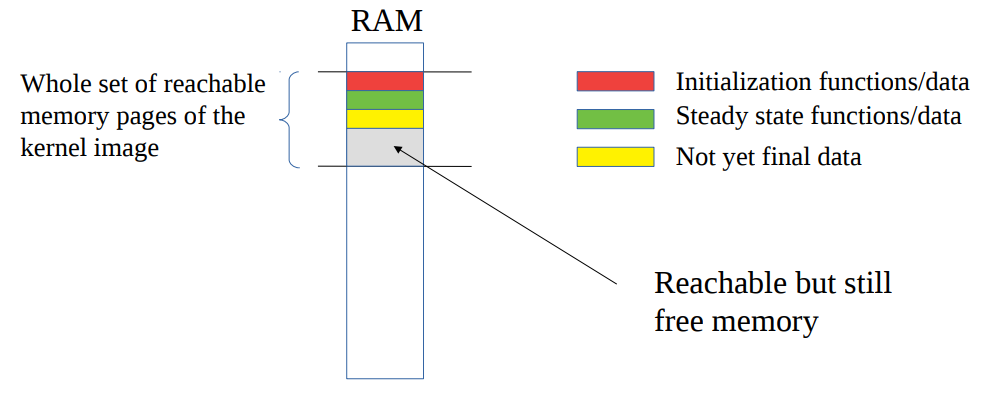 RAM
Whole set of reachable
memory pages of the
kernel image
Initialization functions/data
Steady state functions/data
Not yet final data
Reachable but still
free memory